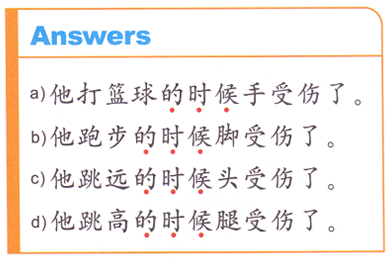 Answers
a) 他打篮球的时候手受伤了。
b) 他跑步的时候脚受伤了。
c) 他跳远的时候头受伤了。
d) 他跳高的时候腿受伤了。